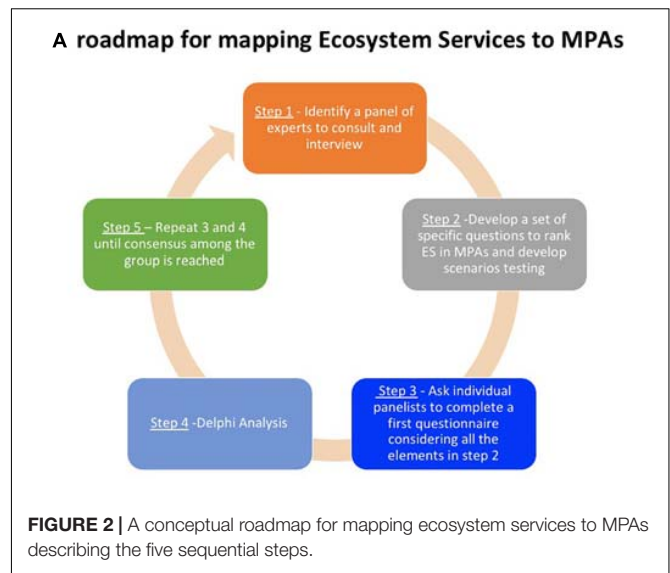 A roadmap for mapping Ecosystem Services to MPAs
Step 1 - Identify a panel of
experts to consult and
interview
Step 2 -Develop a set of
specific questions to rank
ES in MPAs and develop
scenarios testing
Step 3 - Ask individual
panelists to complete a
first questionnaire
considering all the
elements in step 2
Step 4 -Delphi Analysis
Step 5 – Repeat 3 and 4
until consensus among the
group is reached
FIGURE 2 | A conceptual roadmap for mapping ecosystem services to MPAs
describing the five sequential steps.